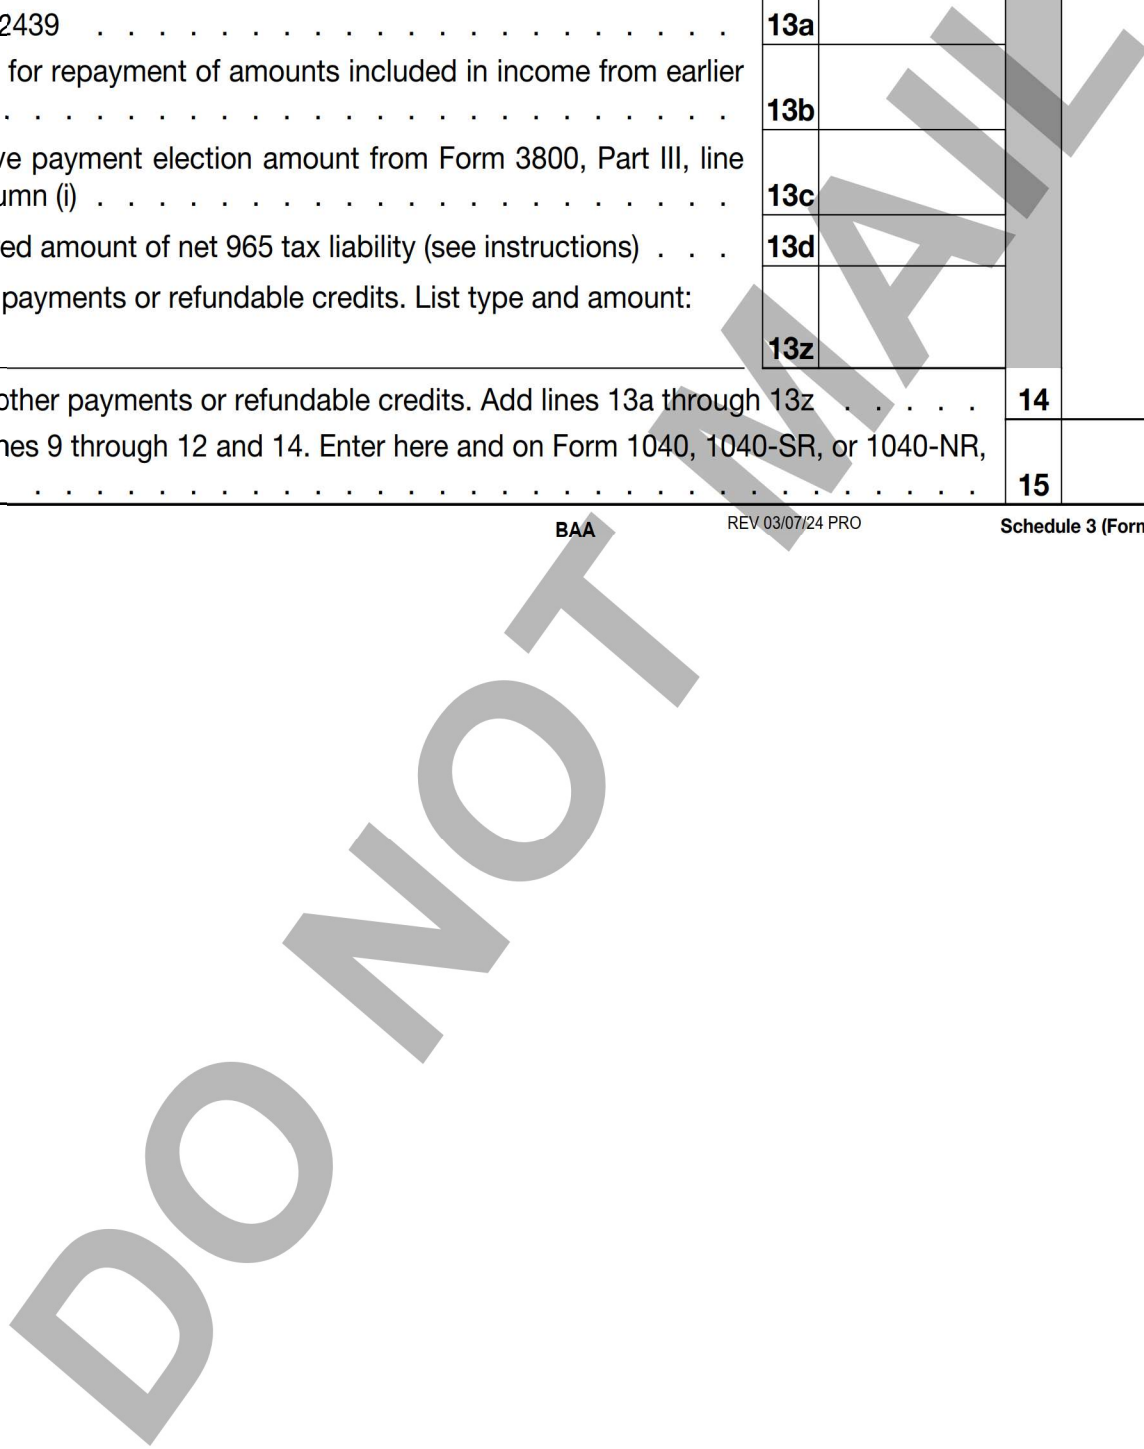 2439 . . . . . . . . . . . . . . . . . . . . . 13a
for repayment of amounts included in income from earlier
. . . . . . . . . . . . . . . . . . . . . . . . 13b
payment election amount from Form 3800, Part III, line
(i) . . . . . . . . . . . . . . . . . . . . . 13c
ed amount of net 965 tax liability (see instructions) . . . 13d
payments or refundable credits. List type and amount:
13z
other payments or refundable credits. Add lines 13a through 13z . . . . . 14
nes 9 through 12 and 14. Enter here and on Form 1040, 1040-SR, or 1040-NR,
. . . . . . . . . . . . . . . . . . . . . . . . . . . . . . . 15
BAA REV 03/07/24 PRO Schedule 3 (Form
DO NOT MAIL